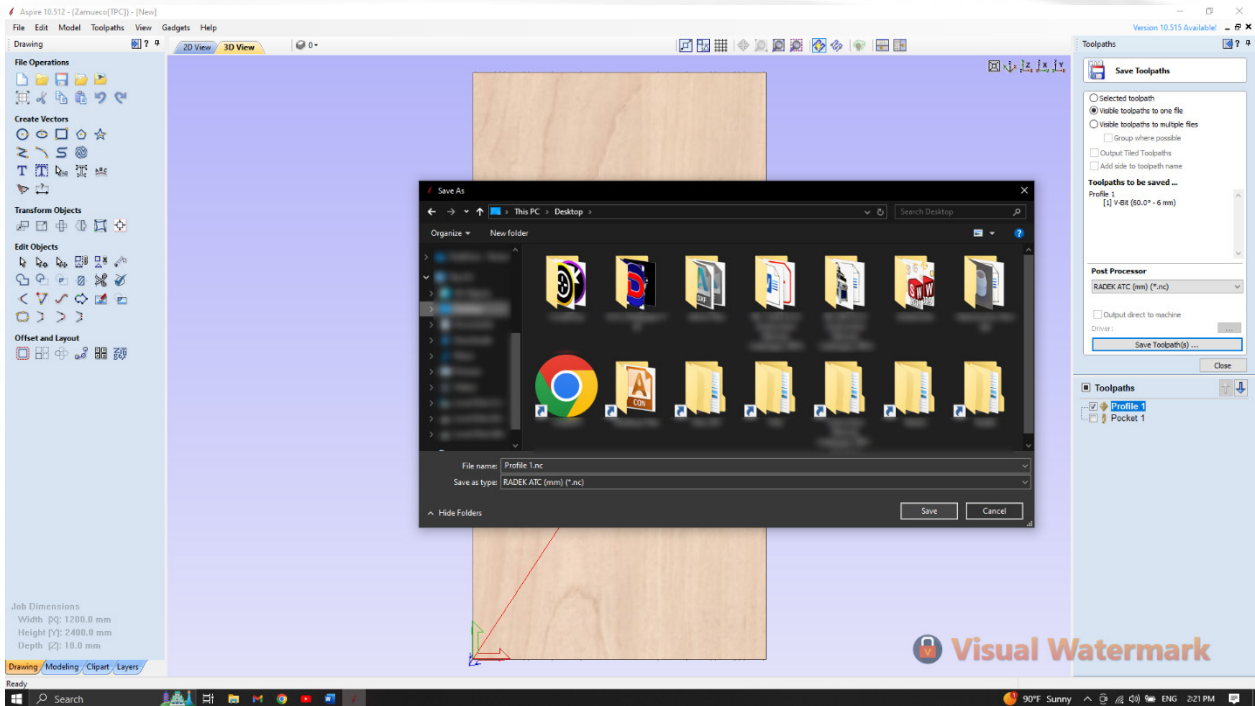 Aspire 10.512 - (Zamueco[TPC]) - [New]
File Edit Model Toolpaths View Gadgets Help
Version 10.515 Available!
Drawing
2D View 3D View
0
File Operations
Create Vectors
Transform Objects
Edit Objects
Offset and Layout
Job Dimensions
Width [X]: 1200.0 mm
Height [Y]: 2400.0 mm
Depth [Z]: 18.0 mm
Drawing Modeling Clipart Layers
Ready
Save As
This PC > Desktop >
Search Desktop
Organize New folder
File name: Profile 1.nc
Save as type: RADEK ATC (mm) (*.nc)
Hide Folders
Save Cancel
Toolpaths
Save Toolpaths
Selected toolpath
Visible toolpaths to one file
Visible toolpaths to multiple files
Group where possible
Output Tiled Toolpaths
Add side to toolpath name
Toolpaths to be saved ...
Profile 1
[1] V-Bit (60.0° - 6 mm)
Post Processor
RADEK ATC (mm) (*.nc)
Output direct to machine
Driver:
Save Toolpath(s) ...
Close
Toolpaths
Profile 1
Pocket 1
Visual Watermark
Search
90°F Sunny
ENG 2:21 PM